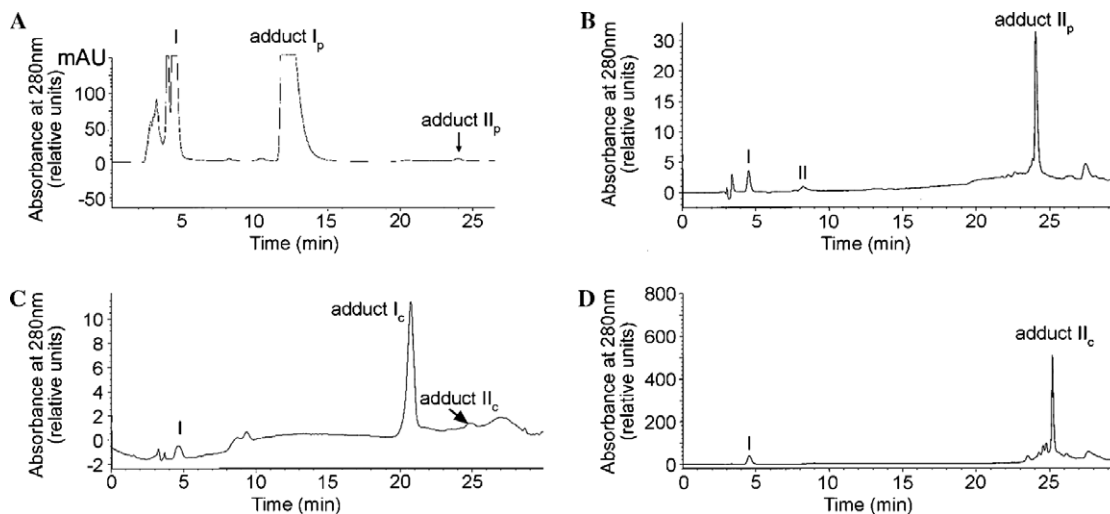 A
mAU
100
50
0
-50
Absorbance at 280nm
(relative units)
I
adduct Ip
adduct IIp
5 10 15 20 25
Time (min)
B
30
25
20
15
10
5
0
Absorbance at 280nm
(relative units)
I
II
adduct IIp
0 5 10 15 20 25
Time (min)
C
10
8
6
4
2
0
-2
Absorbance at 280nm
(relative units)
I
adduct Ic
adduct IIc
0 5 10 15 20 25
Time (min)
D
800
600
400
200
0
Absorbance at 280nm
(relative units)
I
adduct IIc
0 5 10 15 20 25
Time (min)